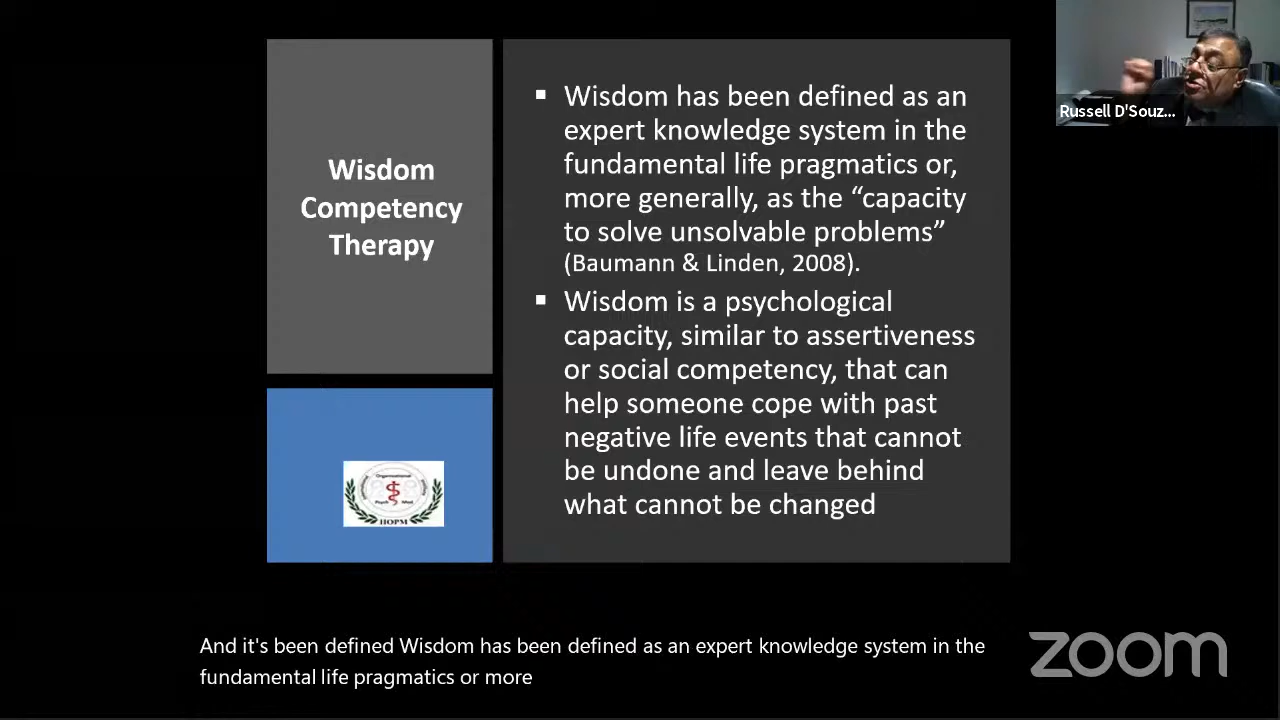 Wisdom
Competency
Therapy
▪ Wisdom has been defined as an
expert knowledge system in the
fundamental life pragmatics or,
more generally, as the “capacity
to solve unsolvable problems”
(Baumann & Linden, 2008).
▪ Wisdom is a psychological
capacity, similar to assertiveness
or social competency, that can
help someone cope with past
negative life events that cannot
be undone and leave behind
what cannot be changed
Organizational
Psych Med
IIOPM
Russell D'Souz...
And it's been defined Wisdom has been defined as an expert knowledge system in the
fundamental life pragmatics or more
zoom